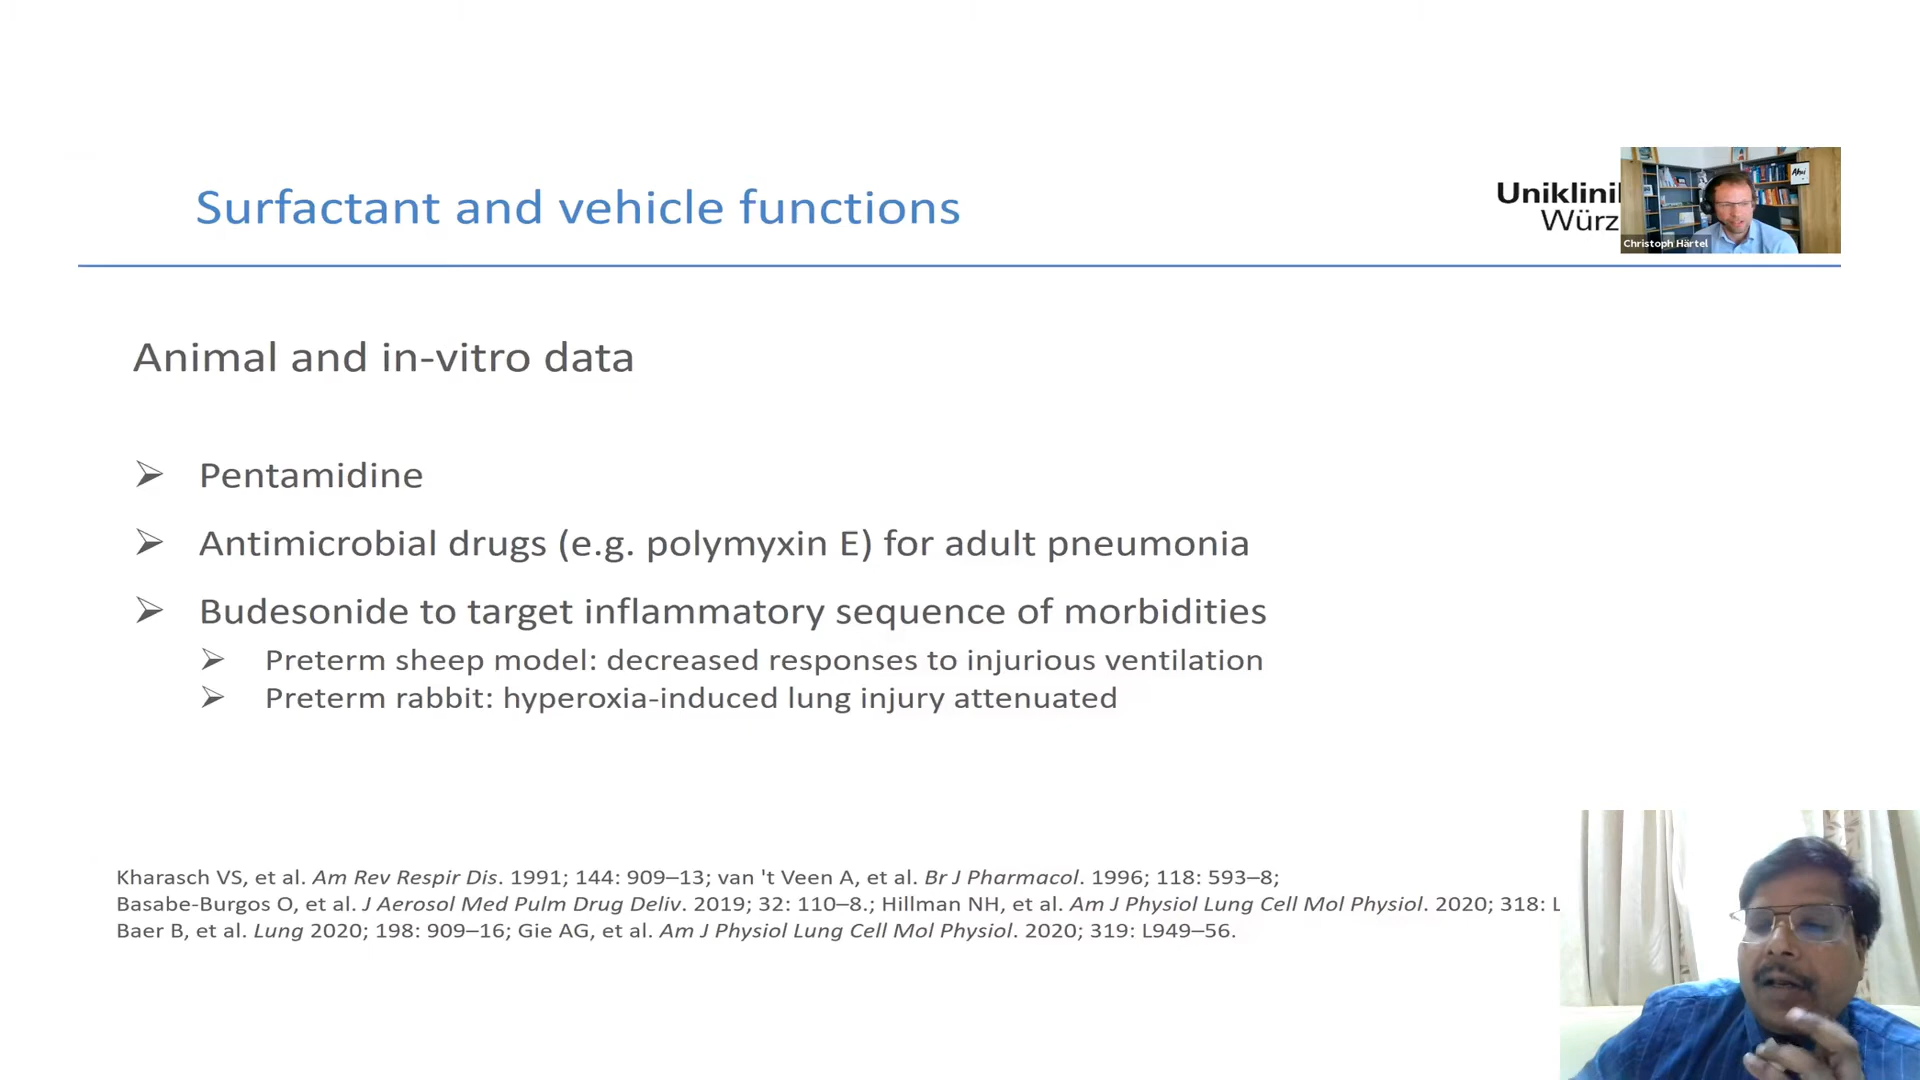 Surfactant and vehicle functions
Uniklini
Würz
Christoph Härtel
Animal and in-vitro data
➢ Pentamidine
➢ Antimicrobial drugs (e.g. polymyxin E) for adult pneumonia
➢ Budesonide to target inflammatory sequence of morbidities
➢ Preterm sheep model: decreased responses to injurious ventilation
➢ Preterm rabbit: hyperoxia-induced lung injury attenuated
Kharasch VS, et al. Am Rev Respir Dis. 1991; 144: 909–13; van 't Veen A, et al. Br J Pharmacol. 1996; 118: 593–8;
Basabe-Burgos O, et al. J Aerosol Med Pulm Drug Deliv. 2019; 32: 110–8.; Hillman NH, et al. Am J Physiol Lung Cell Mol Physiol. 2020; 318: L
Baer B, et al. Lung 2020; 198: 909–16; Gie AG, et al. Am J Physiol Lung Cell Mol Physiol. 2020; 319: L949–56.